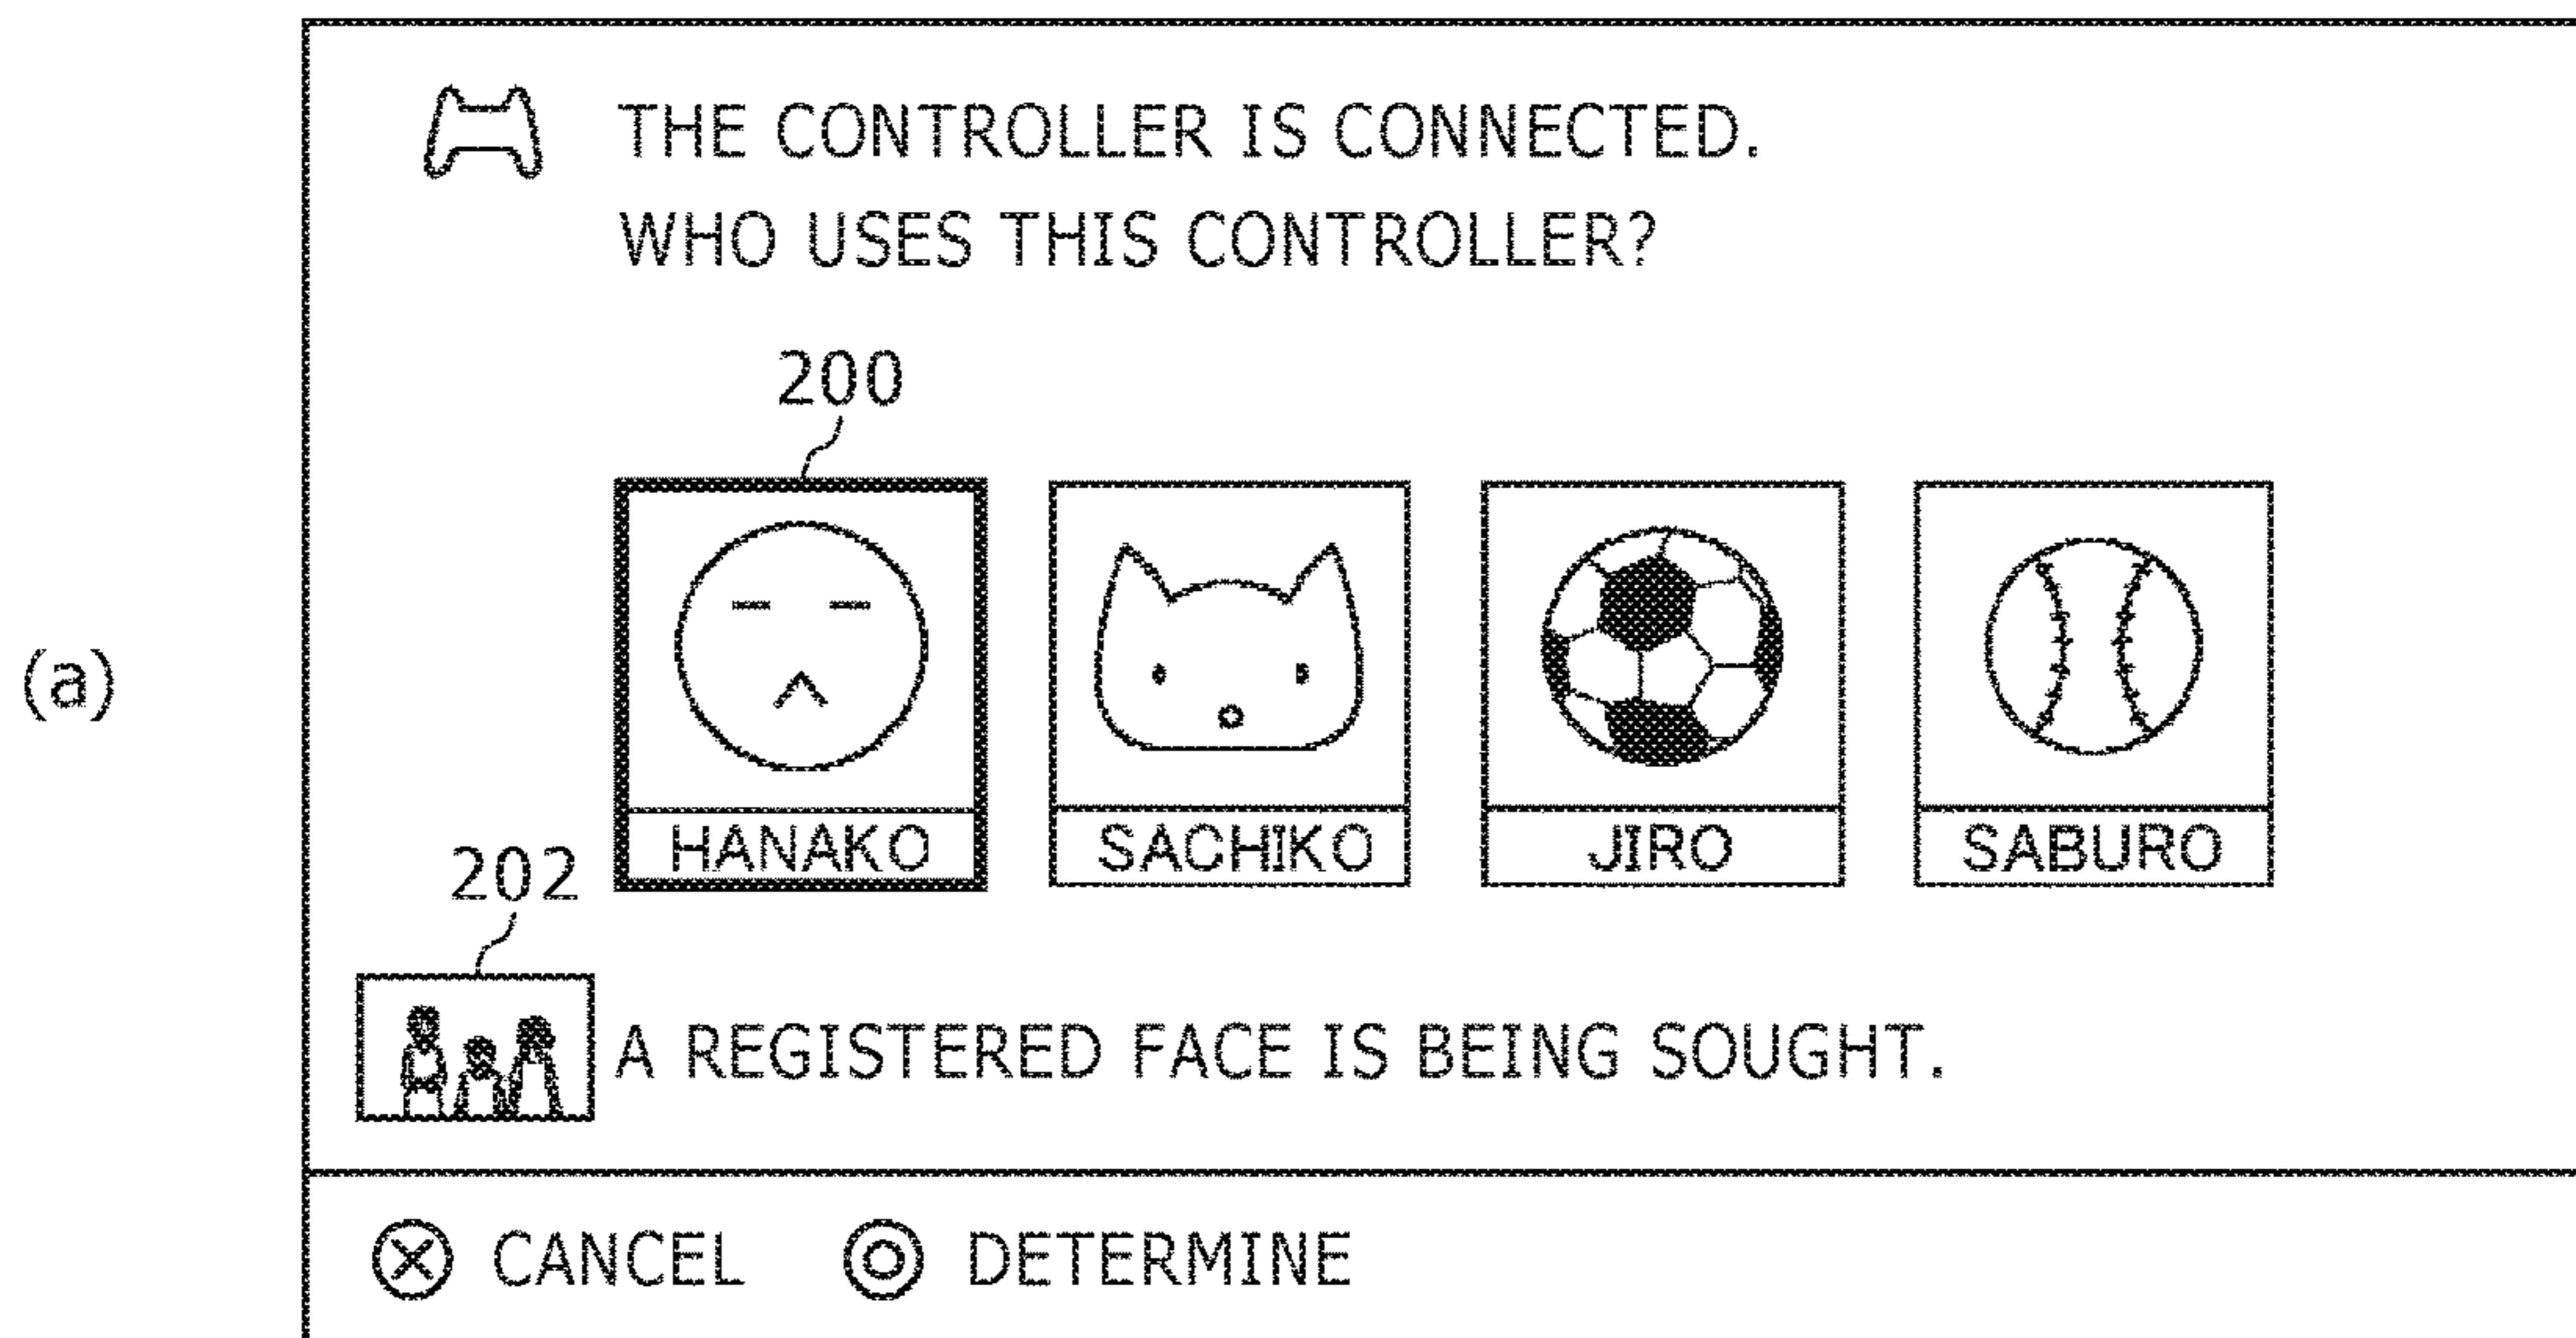 THE CONTROLLER IS CONNECTED.
WHO USES THIS CONTROLLER?
200
HANAKO SACHIKO JIRO SABURO
(a)
202
A REGISTERED FACE IS BEING SOUGHT.
CANCEL DETERMINE